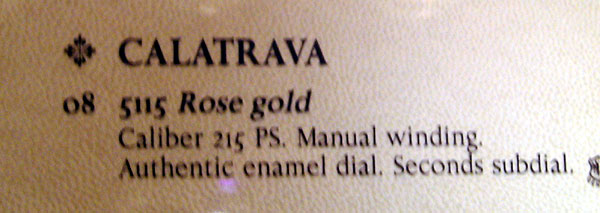 CALATRAVA
08 5115 Rose gold
Caliber 215 PS. Manual winding.
Authentic enamel dial. Seconds subdial.